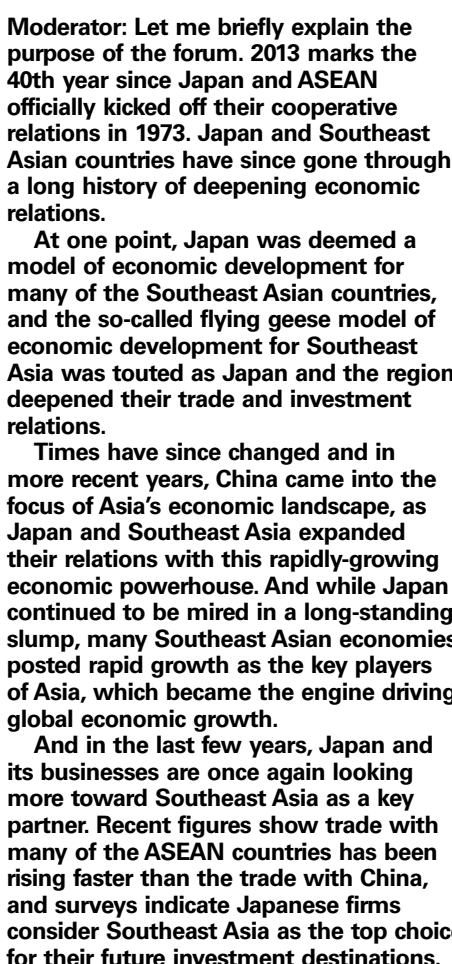 Moderator: Let me briefly explain the
purpose of the forum. 2013 marks the
40th year since Japan and ASEAN
officially kicked off their cooperative
relations in 1973. Japan and Southeast
Asian countries have since gone through
a long history of deepening economic
relations.
At one point, Japan was deemed a
model of economic development for
many of the Southeast Asian countries,
and the so-called flying geese model of
economic development for Southeast
Asia was touted as Japan and the region
deepened their trade and investment
relations.
Times have since changed and in
more recent years, China came into the
focus of Asia’s economic landscape, as
Japan and Southeast Asia expanded
their relations with this rapidly-growing
economic powerhouse. And while Japan
continued to be mired in a long-standing
slump, many Southeast Asian economies
posted rapid growth as the key players
of Asia, which became the engine driving
global economic growth.
And in the last few years, Japan and
its businesses are once again looking
more toward Southeast Asia as a key
partner. Recent figures show trade with
many of the ASEAN countries has been
rising faster than the trade with China,
and surveys indicate Japanese firms
consider Southeast Asia as the top choice
for their future investment destinations.